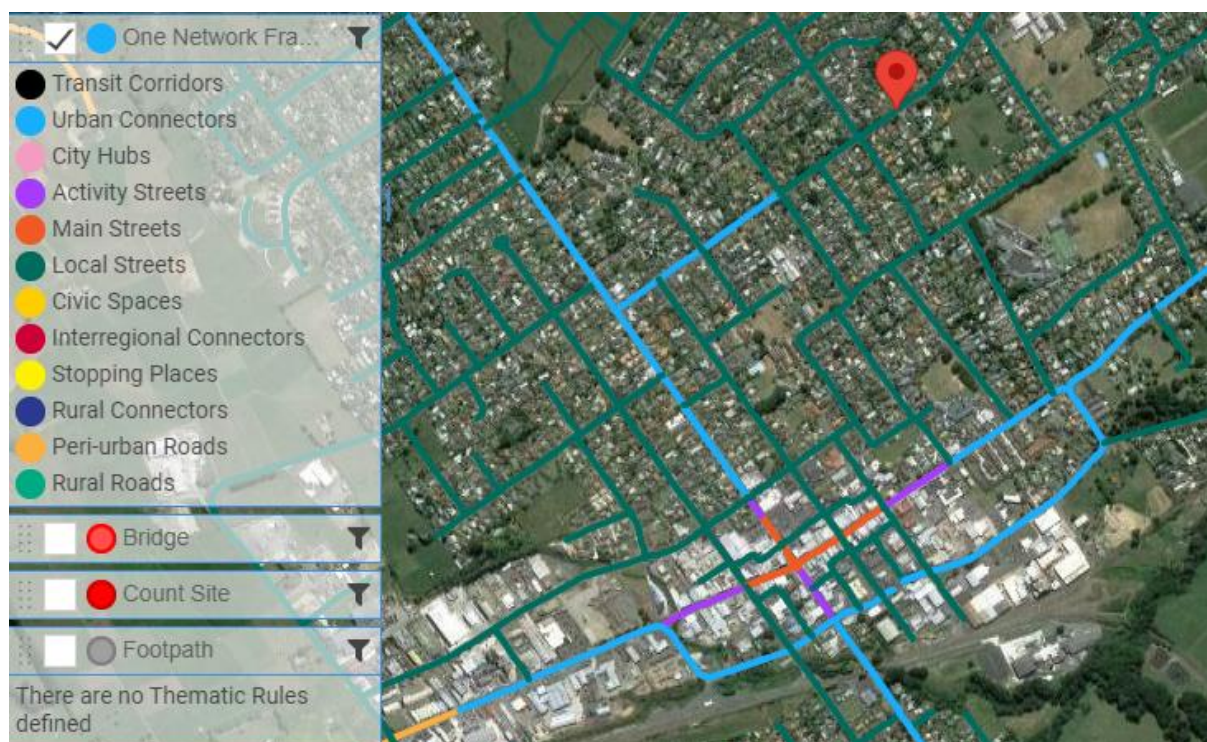 One Network Fra...
Transit Corridors
Urban Connectors
City Hubs
Activity Streets
Main Streets
Local Streets
Civic Spaces
Interregional Connectors
Stopping Places
Rural Connectors
Peri-urban Roads
Rural Roads
Bridge
Count Site
Footpath
There are no Thematic Rules
defined